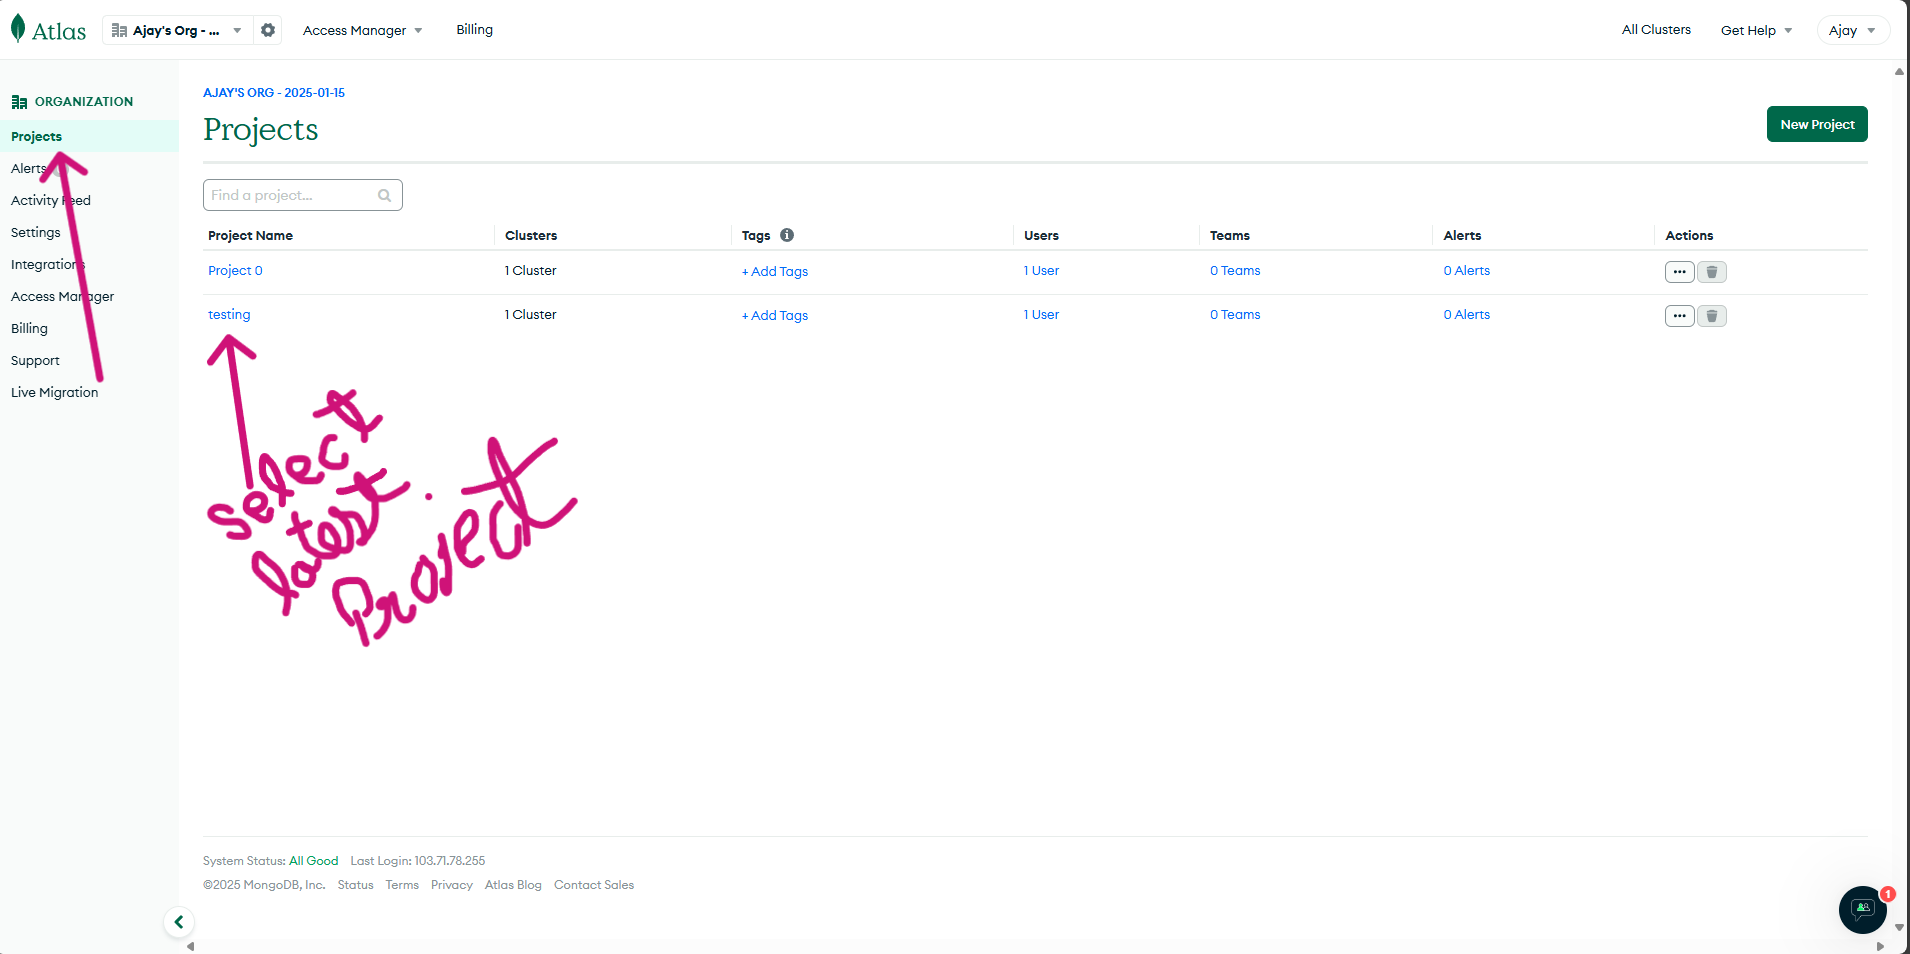 Atlas
Ajay's Org - ...
Access Manager
Billing
All Clusters
Get Help
Ajay
ORGANIZATION
Projects
Alerts
Activity Feed
Settings
Integrations
Access Manager
Billing
Support
Live Migration
AJAY'S ORG - 2025-01-15
Projects
New Project
Find a project...
Project Name Clusters Tags Users Teams Alerts Actions
Project 0 1 Cluster + Add Tags 1 User 0 Teams 0 Alerts
testing 1 Cluster + Add Tags 1 User 0 Teams 0 Alerts
select
latest.
Project
System Status: All Good Last Login: 103.71.78.255
©2025 MongoDB, Inc. Status Terms Privacy Atlas Blog Contact Sales
1